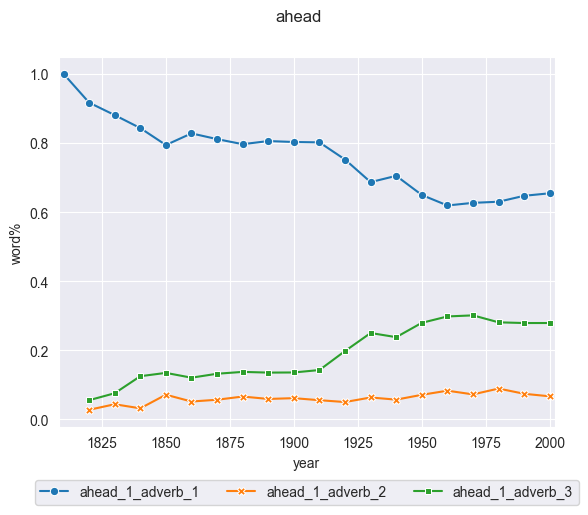 ahead
1.0
0.8
0.6
0.4
0.2
0.0
word%
1825 1850 1875 1900 1925 1950 1975 2000
year
ahead_1_adverb_1 ahead_1_adverb_2 ahead_1_adverb_3